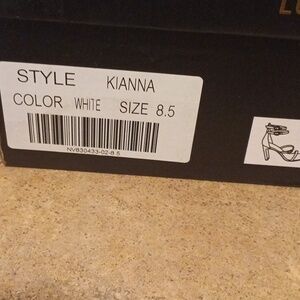 STYLE KIANNA
COLOR WHITE SIZE 8.5
NV830433-02-8.5